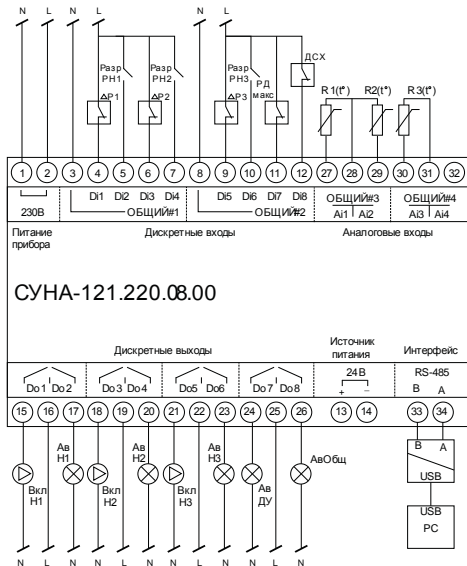 N L N L N L
ДСХ
Разр РН1
Разр РН2
Разр РН3
РД макс
ΔP1
ΔP2
ΔP3
R1(t°)
R2(t°)
R3(t°)
1 2 3 4 5 6 7 8 9 10 11 12 27 28 29 30 31 32
Di1 Di2 Di3 Di4 Di5 Di6 Di7 Di8 ОБЩИЙ#3 ОБЩИЙ#4
230В ОБЩИЙ#1 ОБЩИЙ#2 Ai1 Ai2 Ai3 Ai4
Питание прибора
Дискретные входы
Аналоговые входы
СУНА-121.220.08.00
Дискретные выходы
Источник питания
Интерфейс
24В
RS-485
Do1 Do2 Do3 Do4 Do5 Do6 Do7 Do8 + – B A
15 16 17 18 19 20 21 22 23 24 25 26 13 14 33 34
Вкл Н1
Ав Н1
Вкл Н2
Ав Н2
Вкл Н3
Ав Н3
Ав ДУ
АвОбщ
B A
USB
USB
PC
N L N N L N N L N N L N